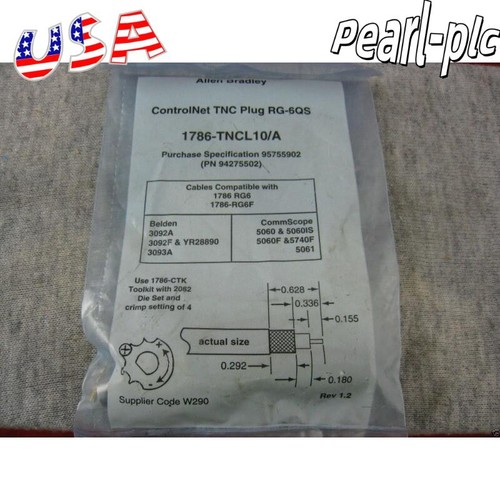 USA
Pearl-plc
Allen Bradley
ControlNet TNC Plug RG-6QS
1786-TNCL10/A
Purchase Specification 95755902
(PN 94275502)
Cables Compatible with
1786 RG6
1786-RG6F
Belden
3092A
3092F & YR28890
3093A
CommScope
5060 & 5060IS
5060F &5740F
5061
Use 1786-CTK
Toolkit with 2082
Die Set and
crimp setting of 4
0.628
0.336
0.155
actual size
0.292
0.180
Supplier Code W290
Rev 1.2